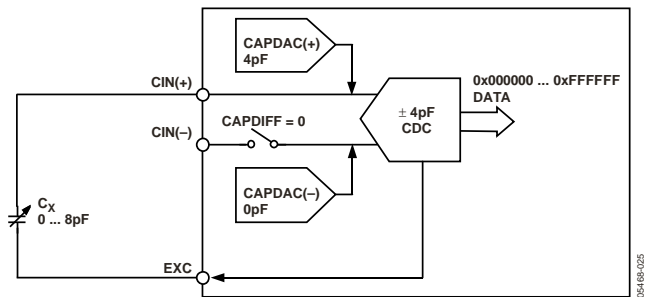 CAPDAC(+)
4pF
CIN(+)
0x000000 ... 0xFFFFFF
DATA
± 4pF
CDC
CIN(–)
CAPDIFF = 0
CAPDAC(–)
0pF
CX
0 ... 8pF
EXC
05468-025